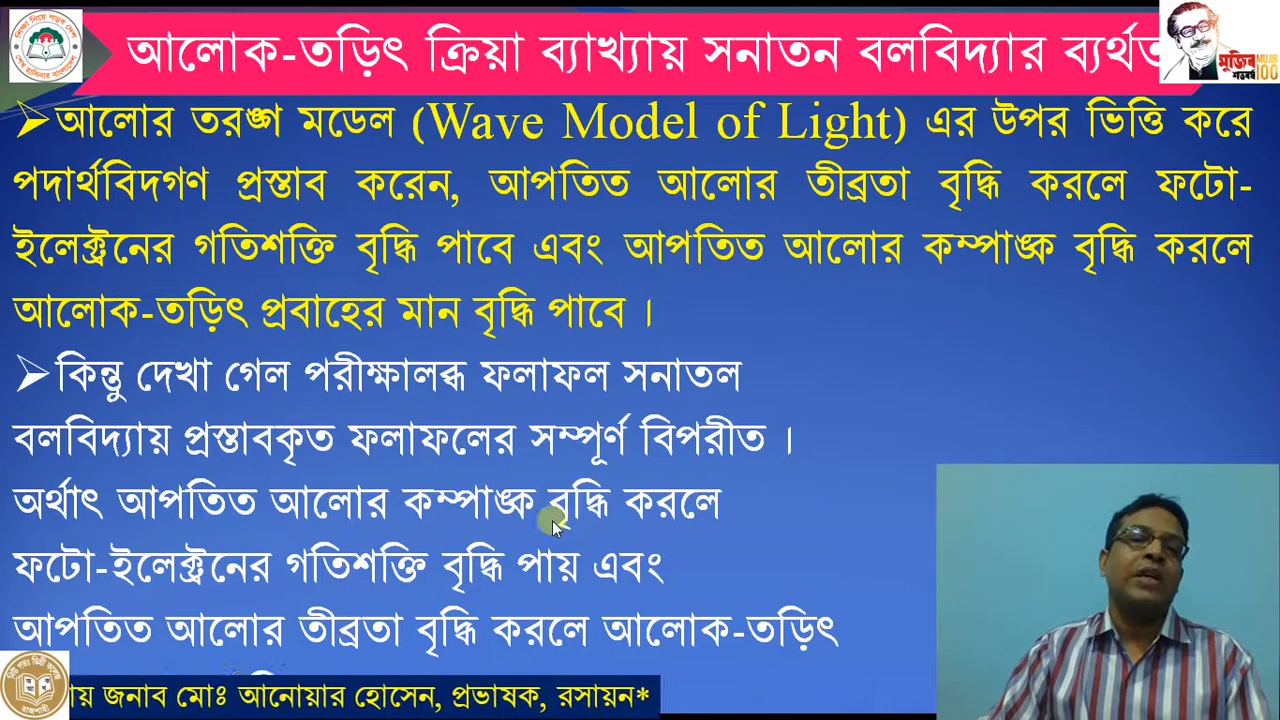 আলোক-তড়িৎ ক্রিয়া ব্যাখ্যায় সনাতন বলবিদ্যার ব্যর্থত
মুজিব MUJIB
শতবর্ষ 100
➢আলোর তরঙ্গ মডেল (Wave Model of Light) এর উপর ভিত্তি করে
পদার্থবিদগণ প্রস্তাব করেন, আপতিত আলোর তীব্রতা বৃদ্ধি করলে ফটো-
ইলেক্ট্রনের গতিশক্তি বৃদ্ধি পাবে এবং আপতিত আলোর কম্পাঙ্ক বৃদ্ধি করলে
আলোক-তড়িৎ প্রবাহের মান বৃদ্ধি পাবে ।
➢কিন্তু দেখা গেল পরীক্ষালব্ধ ফলাফল সনাতল
বলবিদ্যায় প্রস্তাবকৃত ফলাফলের সম্পূর্ণ বিপরীত ।
অর্থাৎ আপতিত আলোর কম্পাঙ্ক বৃদ্ধি করলে
ফটো-ইলেক্ট্রনের গতিশক্তি বৃদ্ধি পায় এবং
আপতিত আলোর তীব্রতা বৃদ্ধি করলে আলোক-তড়িৎ
জনাব মোঃ আনোয়ার হোসেন, প্রভাষক, রসায়ন*